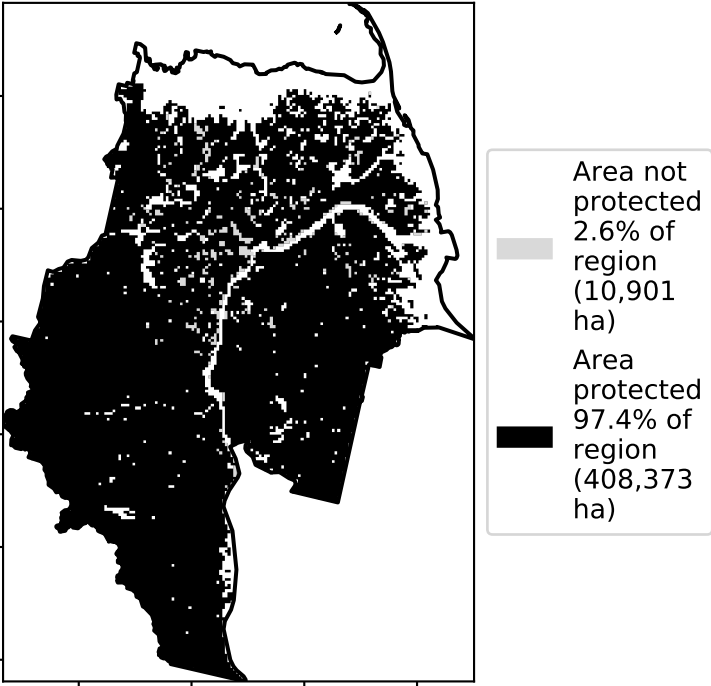 Area not
protected
2.6% of
region
(10,901
ha)
Area
protected
97.4% of
region
(408,373
ha)